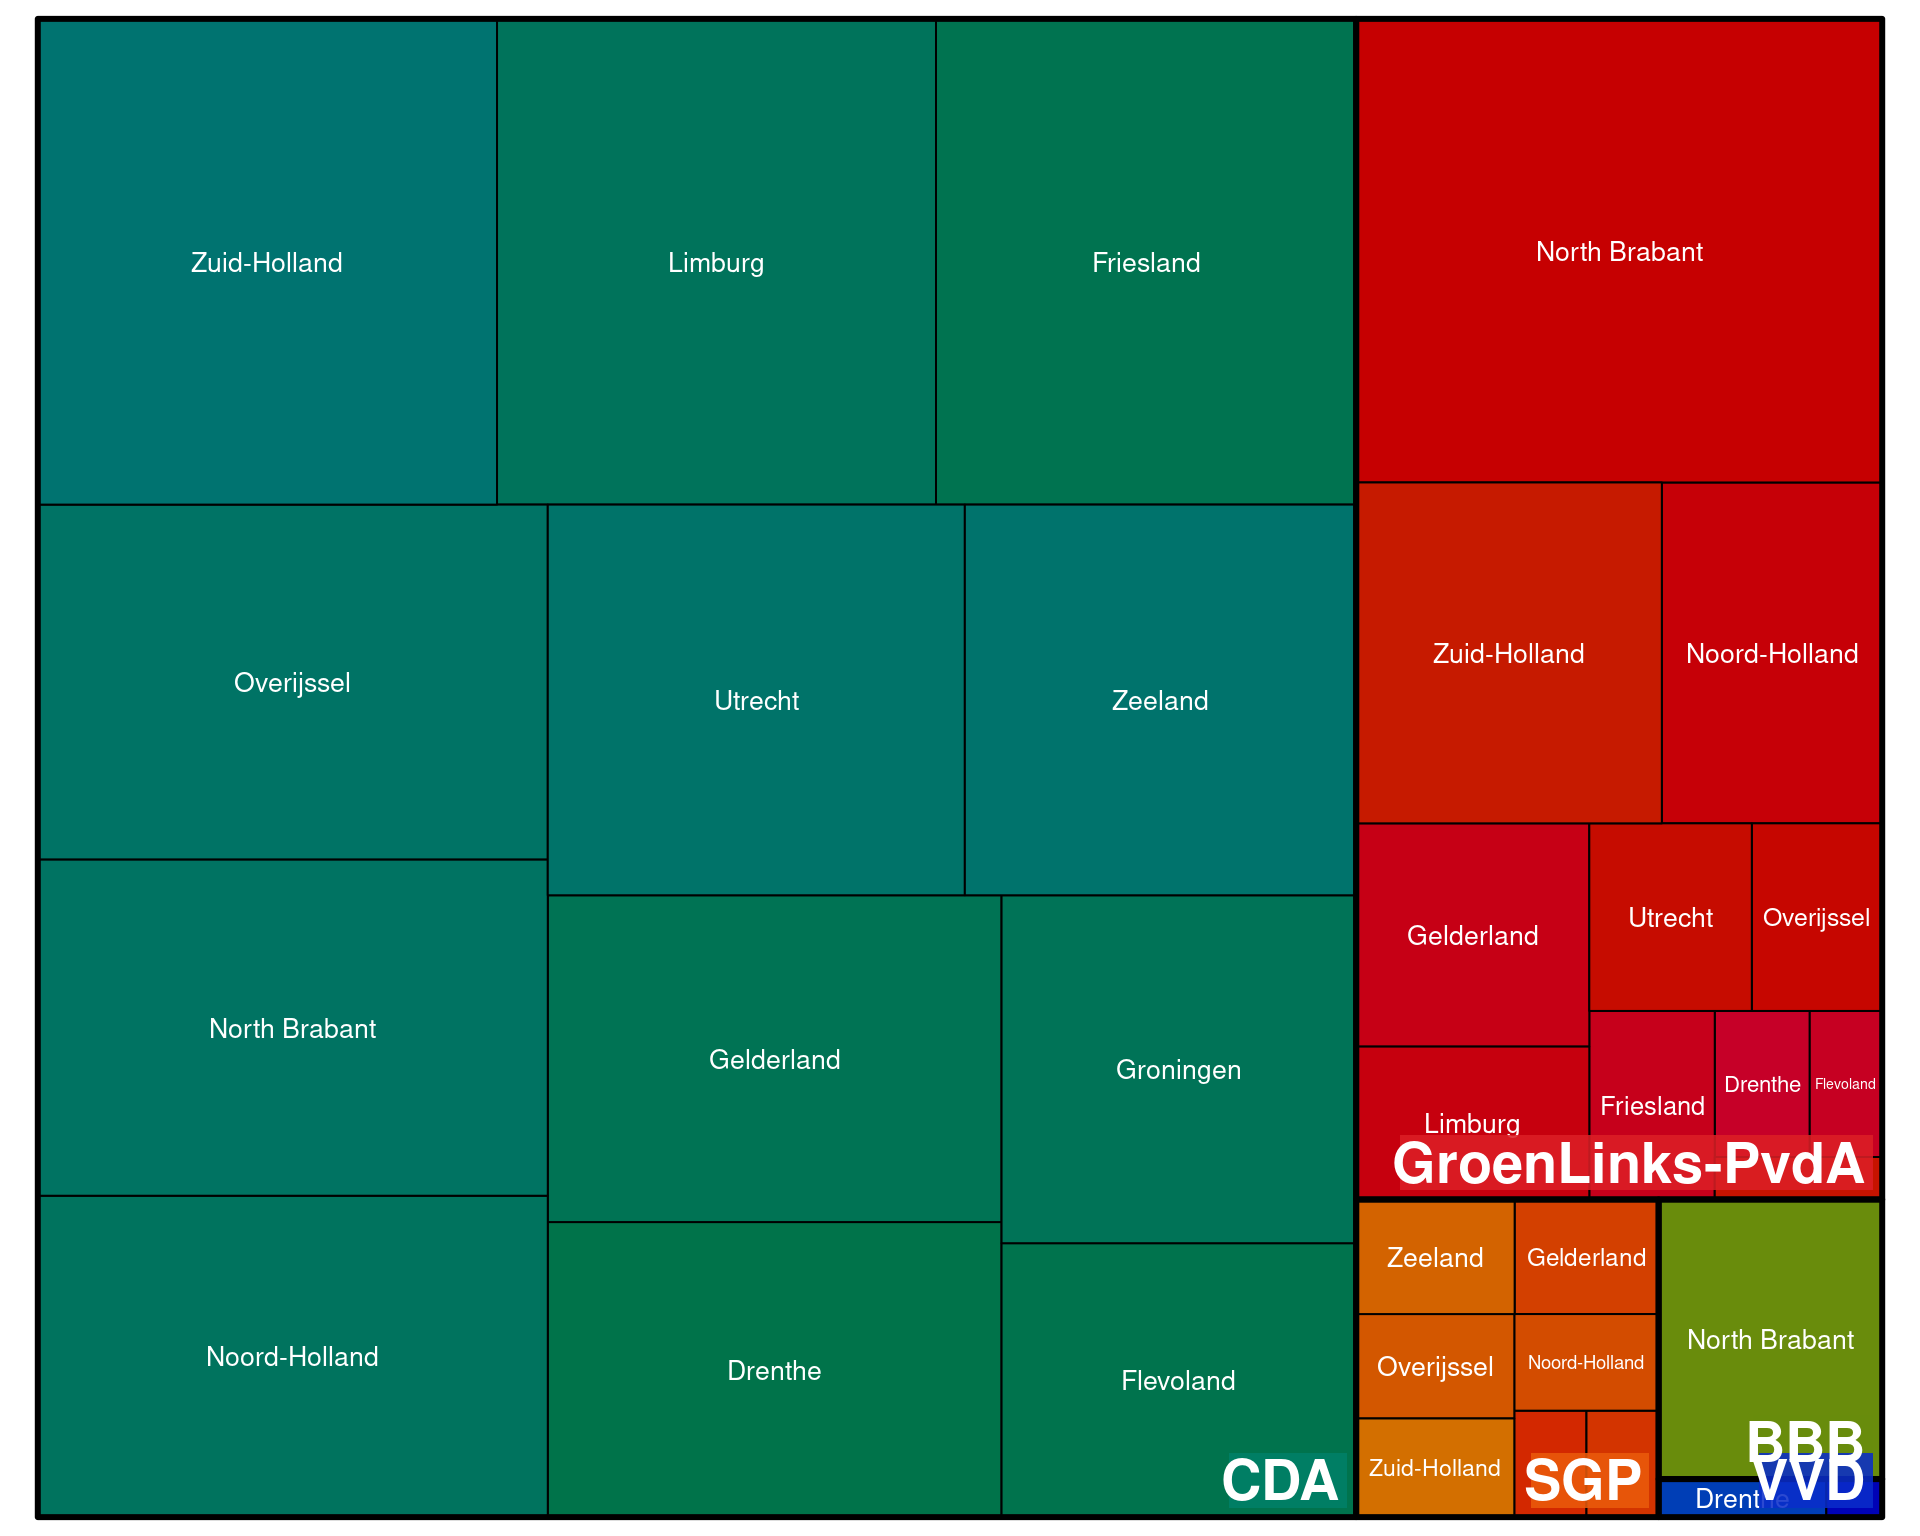 Zuid-Holland
Limburg
Friesland
Overijssel
Utrecht
Zeeland
North Brabant
Gelderland
Groningen
Noord-Holland
Drenthe
Flevoland
CDA
North Brabant
Zuid-Holland
Noord-Holland
Gelderland
Utrecht
Overijssel
Limburg
Friesland
Drenthe
Flevoland
GroenLinks-PvdA
Zeeland
Gelderland
Overijssel
Noord-Holland
Zuid-Holland
SGP
North Brabant
BBB
Drenthe
VVD